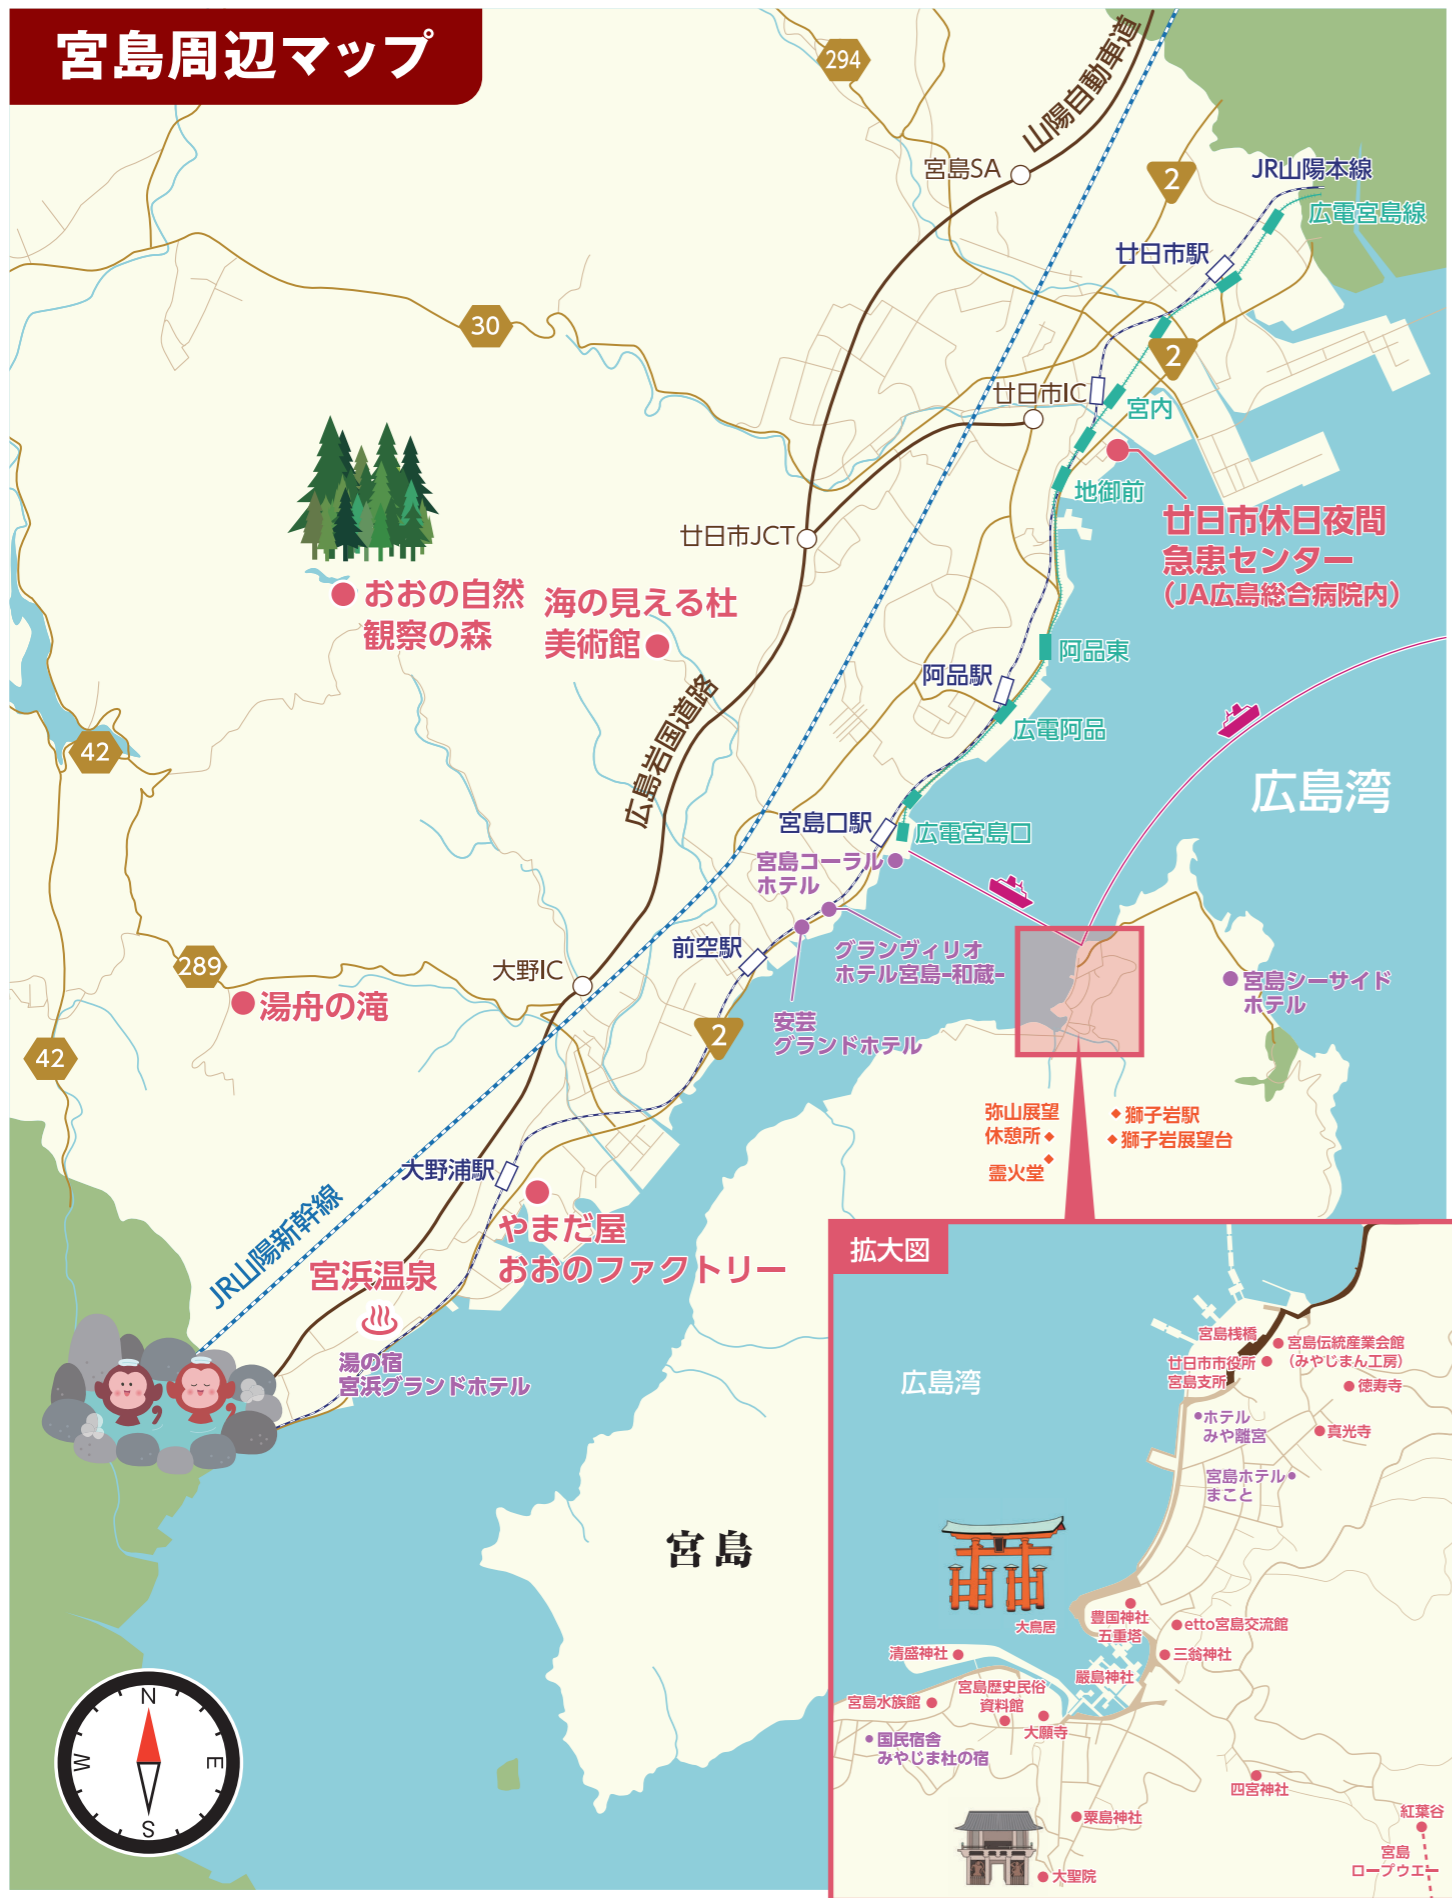 宮島周辺マップ
294
山陽自動車道
宮島SA
2
JR山陽本線
広電宮島線
廿日市駅
30
2
廿日市IC
宮内
地御前
廿日市JCT
廿日市休日夜間
急患センター
(JA広島総合病院内)
おおの自然
観察の森
海の見える杜
美術館
阿品東
阿品駅
広電阿品
広島岩国道路
42
広島湾
宮島口駅
広電宮島口
宮島コーラル
ホテル
前空駅
グランヴィリオ
ホテル宮島-和蔵-
大野IC
289
湯舟の滝
宮島シーサイド
ホテル
安芸
グランドホテル
2
42
弥山展望
休憩所
獅子岩駅
獅子岩展望台
霊火堂
大野浦駅
JR山陽新幹線
やまだ屋
おおのファクトリー
宮浜温泉
湯の宿
宮浜グランドホテル
宮島
N
W
E
S
拡大図
広島湾
宮島桟橋
宮島伝統産業会館
(みやじまん工房)
廿日市市役所
宮島支所
徳寿寺
ホテル
みや離宮
真光寺
宮島ホテル
まこと
大鳥居
豊国神社
五重塔
etto宮島交流館
清盛神社
三翁神社
嚴島神社
宮島水族館
宮島歴史民俗
資料館
大願寺
国民宿舎
みやじま杜の宿
四宮神社
粟島神社
紅葉谷
宮島
ロープウエー
大聖院